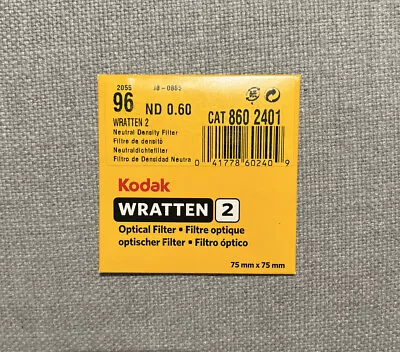 2055
96 ND 0.60
CAT 860 2401
WRATTEN 2
Neutral Density Filter
Filtre de densitó
Neutraldichtefilter
Filtro de Densidad Neutra
0 41778 60240 9
Kodak
WRATTEN 2
Optical Filter • Filtre optique
optischer Filter • Filtro óptico
75 mm x 75 mm